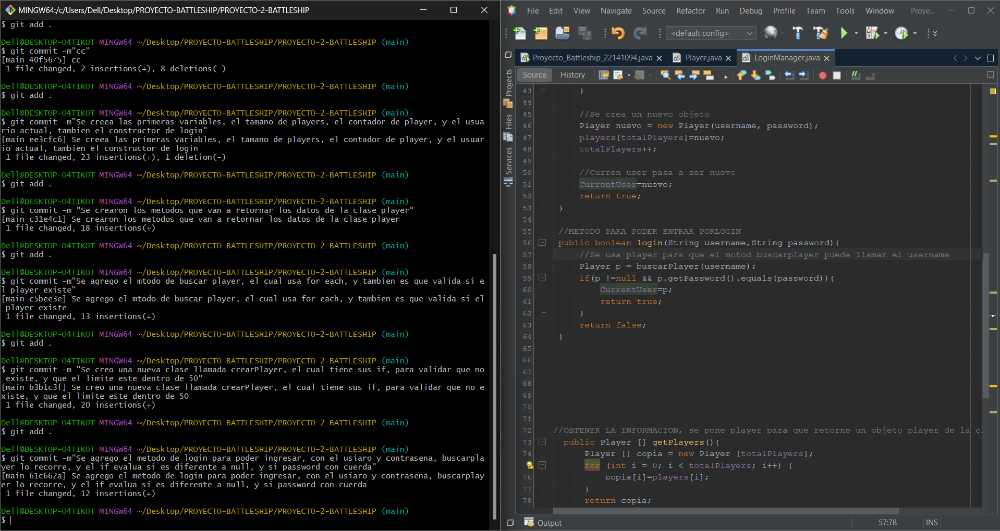 MINGW64:/c/Users/Dell/Desktop/PROYECTO-BATTLESHIP/PROYECTO-2-BATTLESHIP
$ git add .
Dell@DESKTOP-O4TIKOT MINGW64 ~/Desktop/PROYECTO-BATTLESHIP/PROYECTO-2-BATTLESHIP (main)
$ git commit -m"cc"
[main 40f5675] cc
1 file changed, 2 insertions(+), 8 deletions(-)
Dell@DESKTOP-O4TIKOT MINGW64 ~/Desktop/PROYECTO-BATTLESHIP/PROYECTO-2-BATTLESHIP (main)
$ git add .
Dell@DESKTOP-O4TIKOT MINGW64 ~/Desktop/PROYECTO-BATTLESHIP/PROYECTO-2-BATTLESHIP (main)
$ git commit -m"Se creea las primeras variables, el tamano de players, el contador de player, y el usua
rio actual, tambien el constructor de login"
[main ee3cfc6] Se creea las primeras variables, el tamano de players, el contador de player, y el usuar
io actual, tambien el constructor de login
1 file changed, 23 insertions(+), 1 deletion(-)
Dell@DESKTOP-O4TIKOT MINGW64 ~/Desktop/PROYECTO-BATTLESHIP/PROYECTO-2-BATTLESHIP (main)
$ git add .
Dell@DESKTOP-O4TIKOT MINGW64 ~/Desktop/PROYECTO-BATTLESHIP/PROYECTO-2-BATTLESHIP (main)
$ git commit -m "Se crearon los metodos que van a retornar los datos de la clase player"
[main c31e4c1] Se crearon los metodos que van a retornar los datos de la clase player
1 file changed, 18 insertions(+)
Dell@DESKTOP-O4TIKOT MINGW64 ~/Desktop/PROYECTO-BATTLESHIP/PROYECTO-2-BATTLESHIP (main)
$ git add .
Dell@DESKTOP-O4TIKOT MINGW64 ~/Desktop/PROYECTO-BATTLESHIP/PROYECTO-2-BATTLESHIP (main)
$ git commit -m"Se agrego el mtodo de buscar player, el cual usa for each, y tambien es que valida si e
l player existe"
[main c5bee3e] Se agrego el mtodo de buscar player, el cual usa for each, y tambien es que valida si el
player existe
1 file changed, 13 insertions(+)
Dell@DESKTOP-O4TIKOT MINGW64 ~/Desktop/PROYECTO-BATTLESHIP/PROYECTO-2-BATTLESHIP (main)
$ git add .
Dell@DESKTOP-O4TIKOT MINGW64 ~/Desktop/PROYECTO-BATTLESHIP/PROYECTO-2-BATTLESHIP (main)
$ git commit -m "Se creo una nueva clase llamada crearPlayer, el cual tiene sus if, para validar que no
existe, y que el limite este dentro de 50"
[main b3b1c3f] Se creo una nueva clase llamada crearPlayer, el cual tiene sus if, para validar que no e
xiste, y que el limite este dentro de 50
1 file changed, 20 insertions(+)
Dell@DESKTOP-O4TIKOT MINGW64 ~/Desktop/PROYECTO-BATTLESHIP/PROYECTO-2-BATTLESHIP (main)
$ git add .
Dell@DESKTOP-O4TIKOT MINGW64 ~/Desktop/PROYECTO-BATTLESHIP/PROYECTO-2-BATTLESHIP (main)
$ git commit -m"Se agrego el metodo de login para poder ingresar, con el usiaro y contrasena, buscarpla
yer lo recorre, y el if evalua si es diferente a null, y si password con cuerda"
[main 61c662a] Se agrego el metodo de login para poder ingresar, con el usiaro y contrasena, buscarplay
er lo recorre, y el if evalua si es diferente a null, y si password con cuerda
1 file changed, 12 insertions(+)
Dell@DESKTOP-O4TIKOT MINGW64 ~/Desktop/PROYECTO-BATTLESHIP/PROYECTO-2-BATTLESHIP (main)
$
File Edit View Navigate Source Refactor Run Debug Profile Team Tools Window Proye...
<default config>
Proyecto_Battleship_22141094.java Player.java LoginManager.java
Source History
Projects
Files
Services
43 }
44
45 //Se crea un nuevo objeto
46 Player nuevo = new Player(username, password);
47 players[totalPlayers]=nuevo;
48 totalPlayers++;
49
50 //Curren user pasa a ser nuevo
51 CurrentUser=nuevo;
52 return true;
53 }
54
55 //METODO PARA PODER ENTRAR PORLOGIN
56 public boolean login(String username,String password){
57 //Se usa player para que el motod buscarplayer puede llamar el username
58 Player p = buscarPlayer(username);
59 if(p !=null && p.getPassword().equals(password)){
60 CurrentUser=p;
61 return true;
62 }
63 return false;
64 }
65
66
67
68
69
70
71
72 //OBTENER LA INFORMACION, se pone player para que retorne un objeto player de la cl
73 public Player [] getPlayers(){
74 Player [] copia = new Player [totalPlayers];
for (int i = 0; i < totalPlayers; i++) {
76 copia[i]=players[i];
77 }
78 return copia;
Output
57:78 INS